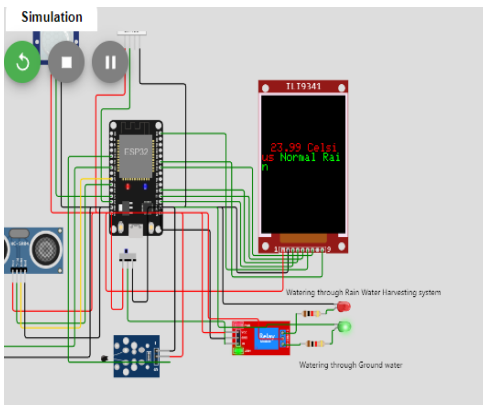 Simulation
ESP32
ILI9341
23.99 Celsi
us Normal Rai
n
Watering through Rain Water Harvesting system
Relay
Watering through Ground water